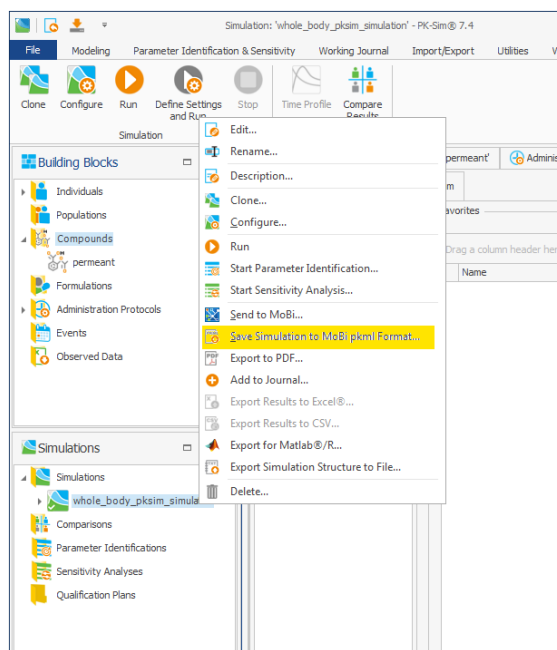 Simulation: 'whole_body_pksim_simulation' - PK-Sim® 7.4
File Modeling Parameter Identification & Sensitivity Working Journal Import/Export Utilities
Clone Configure Run Define Settings and Run Stop Time Profile Compare Results
Simulation
Building Blocks
Individuals
Populations
Compounds
permeant
Formulations
Administration Protocols
Events
Observed Data
Simulations
Simulations
whole_body_pksim_simula
Comparisons
Parameter Identifications
Sensitivity Analyses
Qualification Plans
Edit...
Rename...
Description...
Clone...
Configure...
Run
Start Parameter Identification...
Start Sensitivity Analysis...
Send to MoBi...
Save Simulation to MoBi pkml Format...
Export to PDF...
Add to Journal...
Export Results to Excel®...
Export Results to CSV...
Export for Matlab®/R...
Export Simulation Structure to File...
Delete...
permeant' Adminis
m
avorites
Drag a column header her
Name